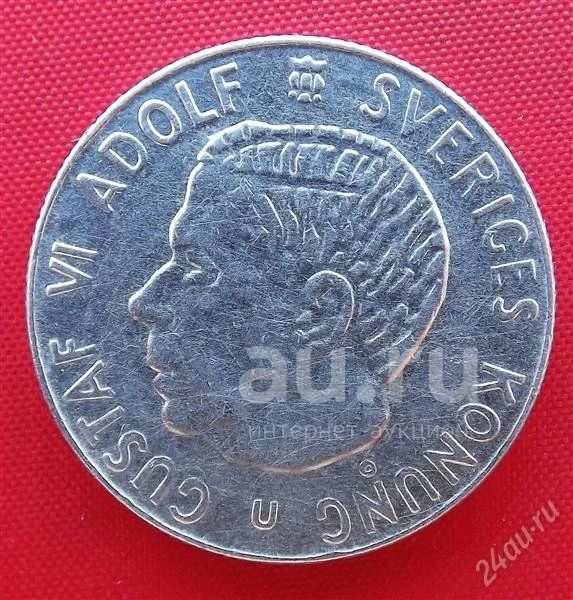 GUSTAF VI ADOLF SVERIGES KONUNG U
au.ru
интернет-аукцион
24au.ru